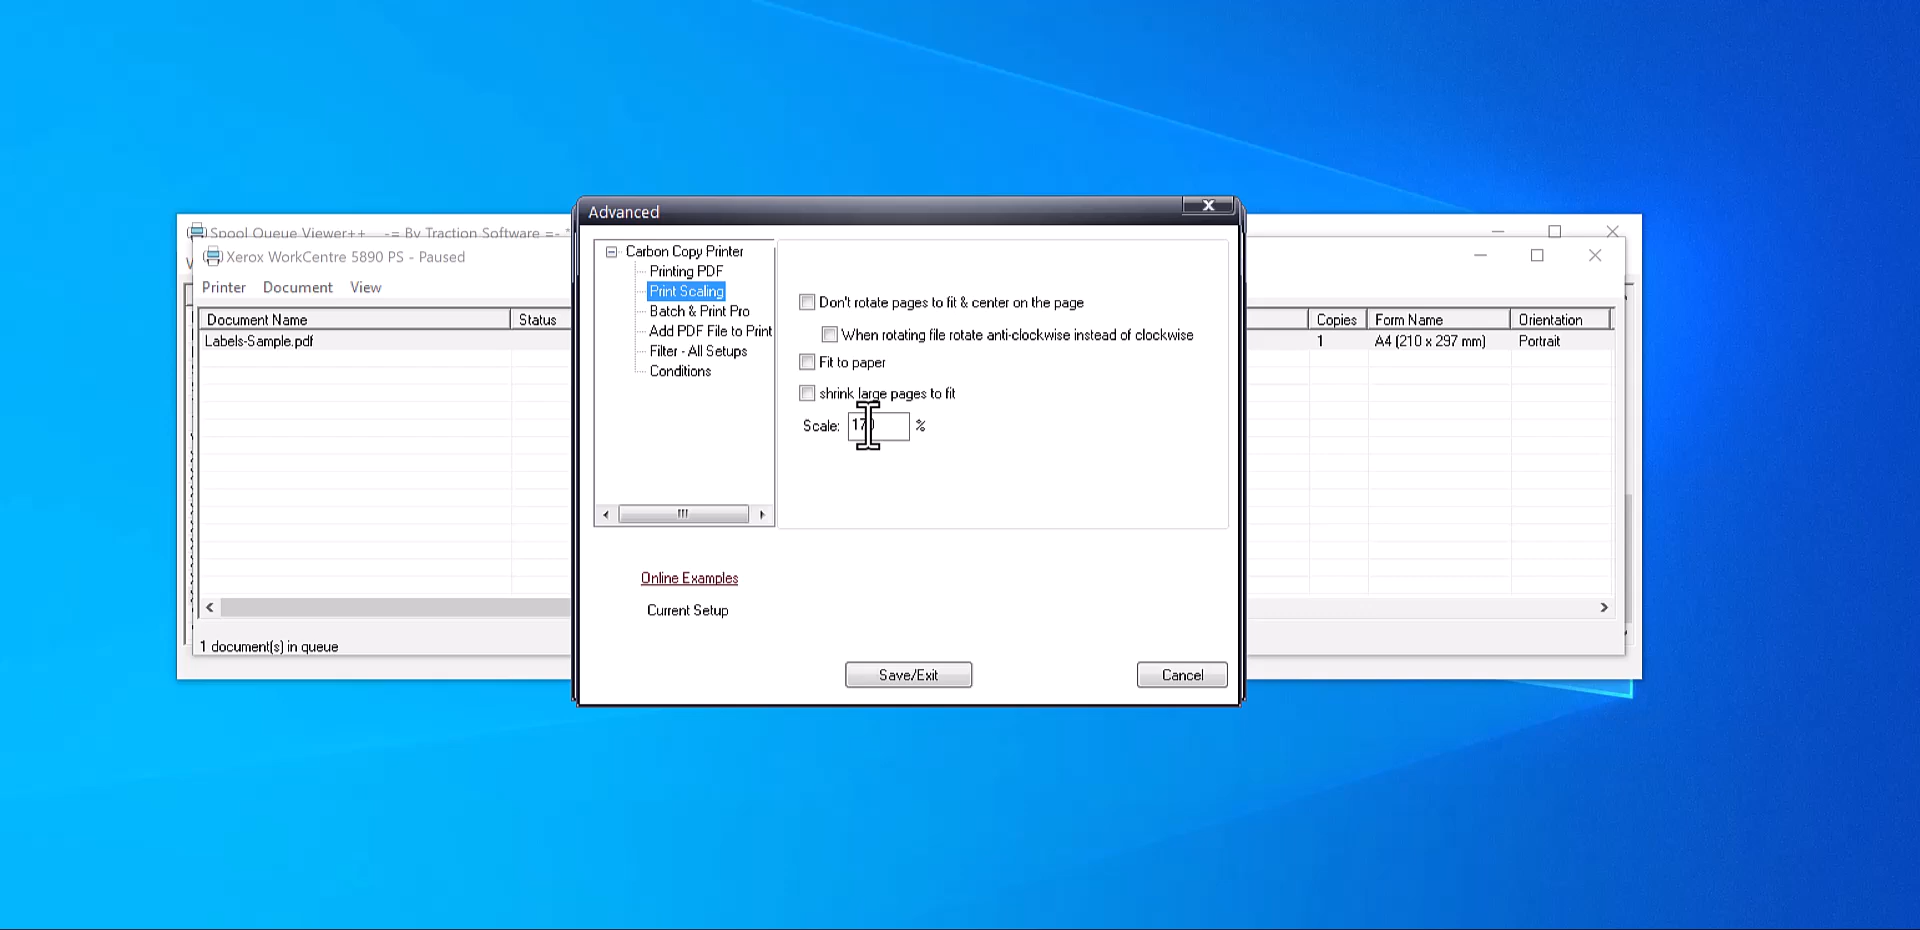 Advanced
X
Spool Queue Viewer++ -= By Traction Software =- "
Xerox WorkCentre 5890 PS - Paused
Printer Document View
Document Name Status Copies Form Name Orientation
Labels-Sample.pdf 1 A4 (210 x 297 mm) Portrait
1 document(s) in queue
Carbon Copy Printer
Printing PDF
Print Scaling
Batch & Print Pro
Add PDF File to Print
Filter - All Setups
Conditions
Don't rotate pages to fit & center on the page
When rotating file rotate anti-clockwise instead of clockwise
Fit to paper
shrink large pages to fit
Scale: %
Online Examples
Current Setup
Save/Exit Cancel